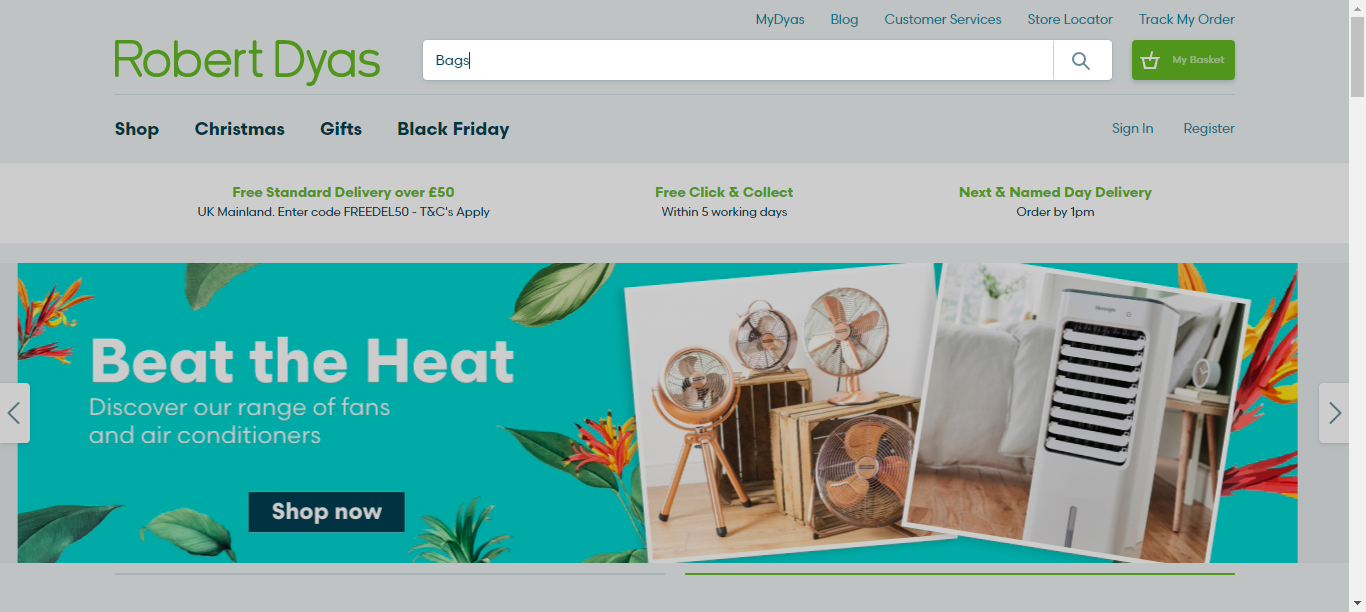 MyDyas Blog Customer Services Store Locator Track My Order
Robert Dyas
Bags
My Basket
Shop Christmas Gifts Black Friday
Sign In Register
Free Standard Delivery over £50
UK Mainland. Enter code FREEDEL50 - T&C's Apply
Free Click & Collect
Within 5 working days
Next & Named Day Delivery
Order by 1pm
Beat the Heat
Discover our range of fans
and air conditioners
Shop now